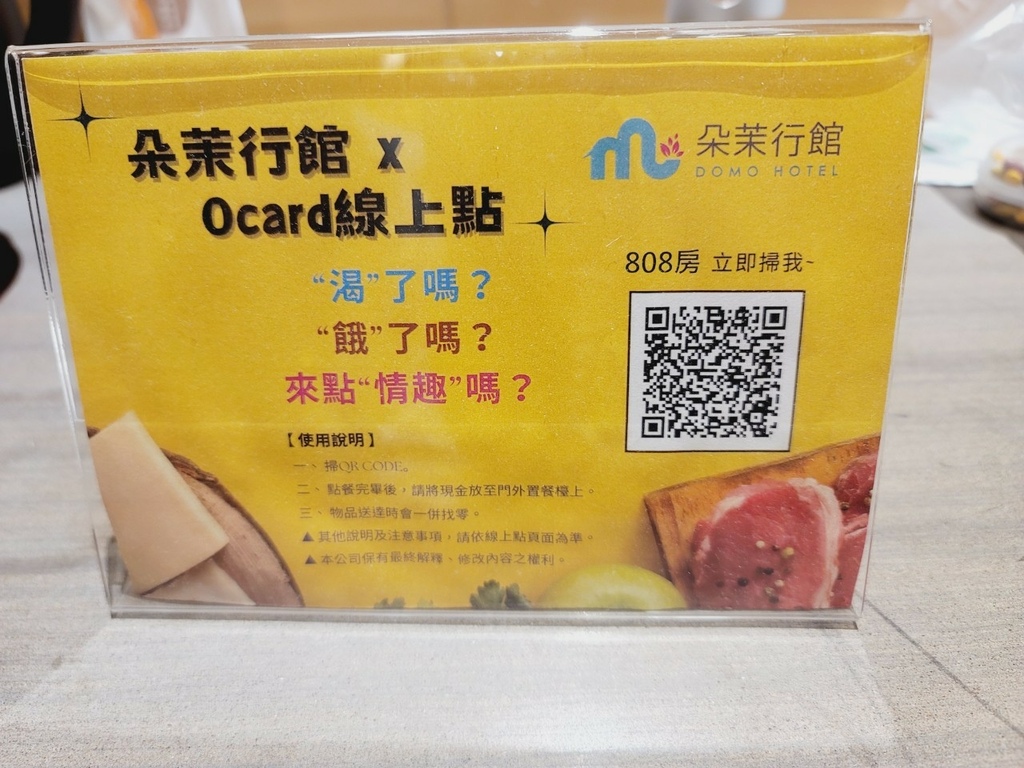 朵茉行館 x
Ocard線上點
朵茉行館
DOMO HOTEL
“渴”了嗎？
“餓”了嗎？
來點“情趣”嗎？
808房 立即掃我~
【使用說明】
一、掃QR CODE。
二、點餐完畢後，請將現金放至門外置餐檯上。
三、物品送達時會一併找零。
▲其他說明及注意事項，請依線上點頁面為準。
▲本公司保有最終解釋、修改內容之權利。